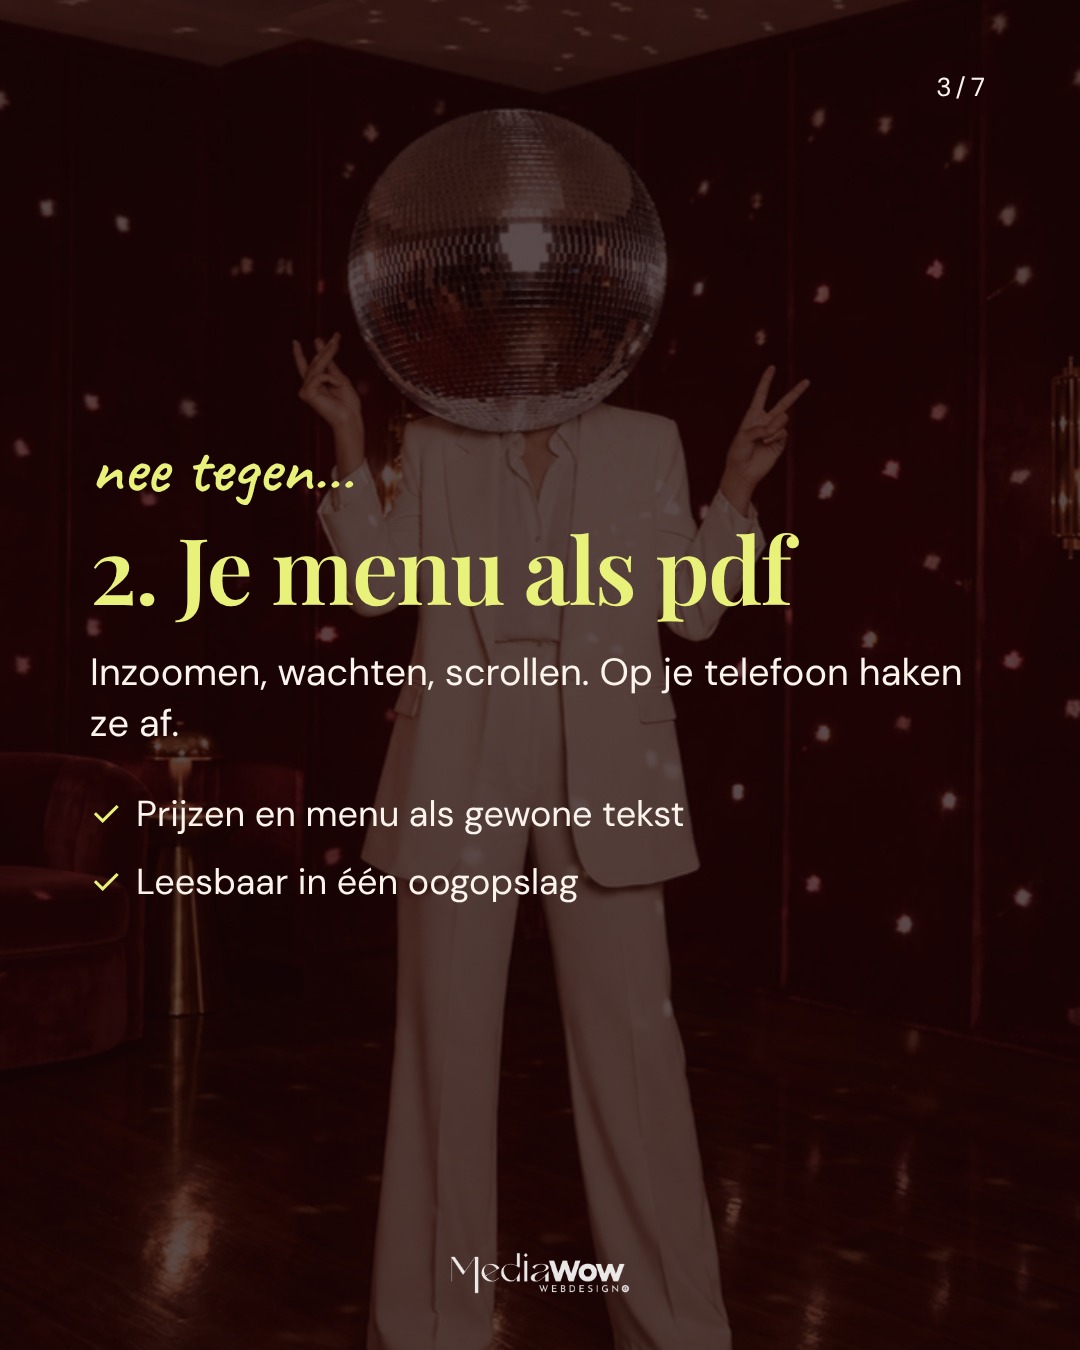 3 / 7
nee tegen...
2. Je menu als pdf
Inzoomen, wachten, scrollen. Op je telefoon haken
ze af.
Prijzen en menu als gewone tekst
Leesbaar in één oogopslag
MediaWow
WEBDESIGN